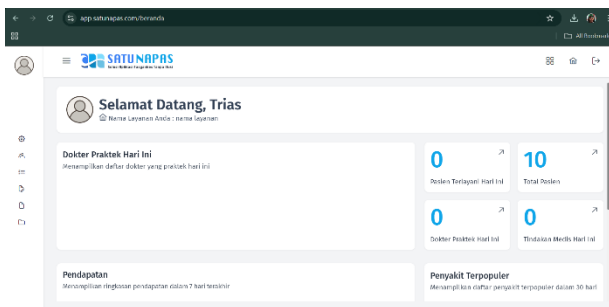 app.satunapas.com/beranda
All Bookmark
SATU NAPAS
Selamat Datang, Trias
Nama Layanan Anda : nama layanan
Dokter Praktek Hari Ini
Menampilkan daftar dokter yang praktek hari ini
0
Pasien Terlayani Hari Ini
10
Total Pasien
0
Dokter Praktek Hari Ini
0
Tindakan Medis Hari Ini
Pendapatan
Menampilkan ringkasan pendapatan dalam 7 hari terakhir
Penyakit Terpopuler
Menampilkan daftar penyakit terpopuler dalam 30 hari